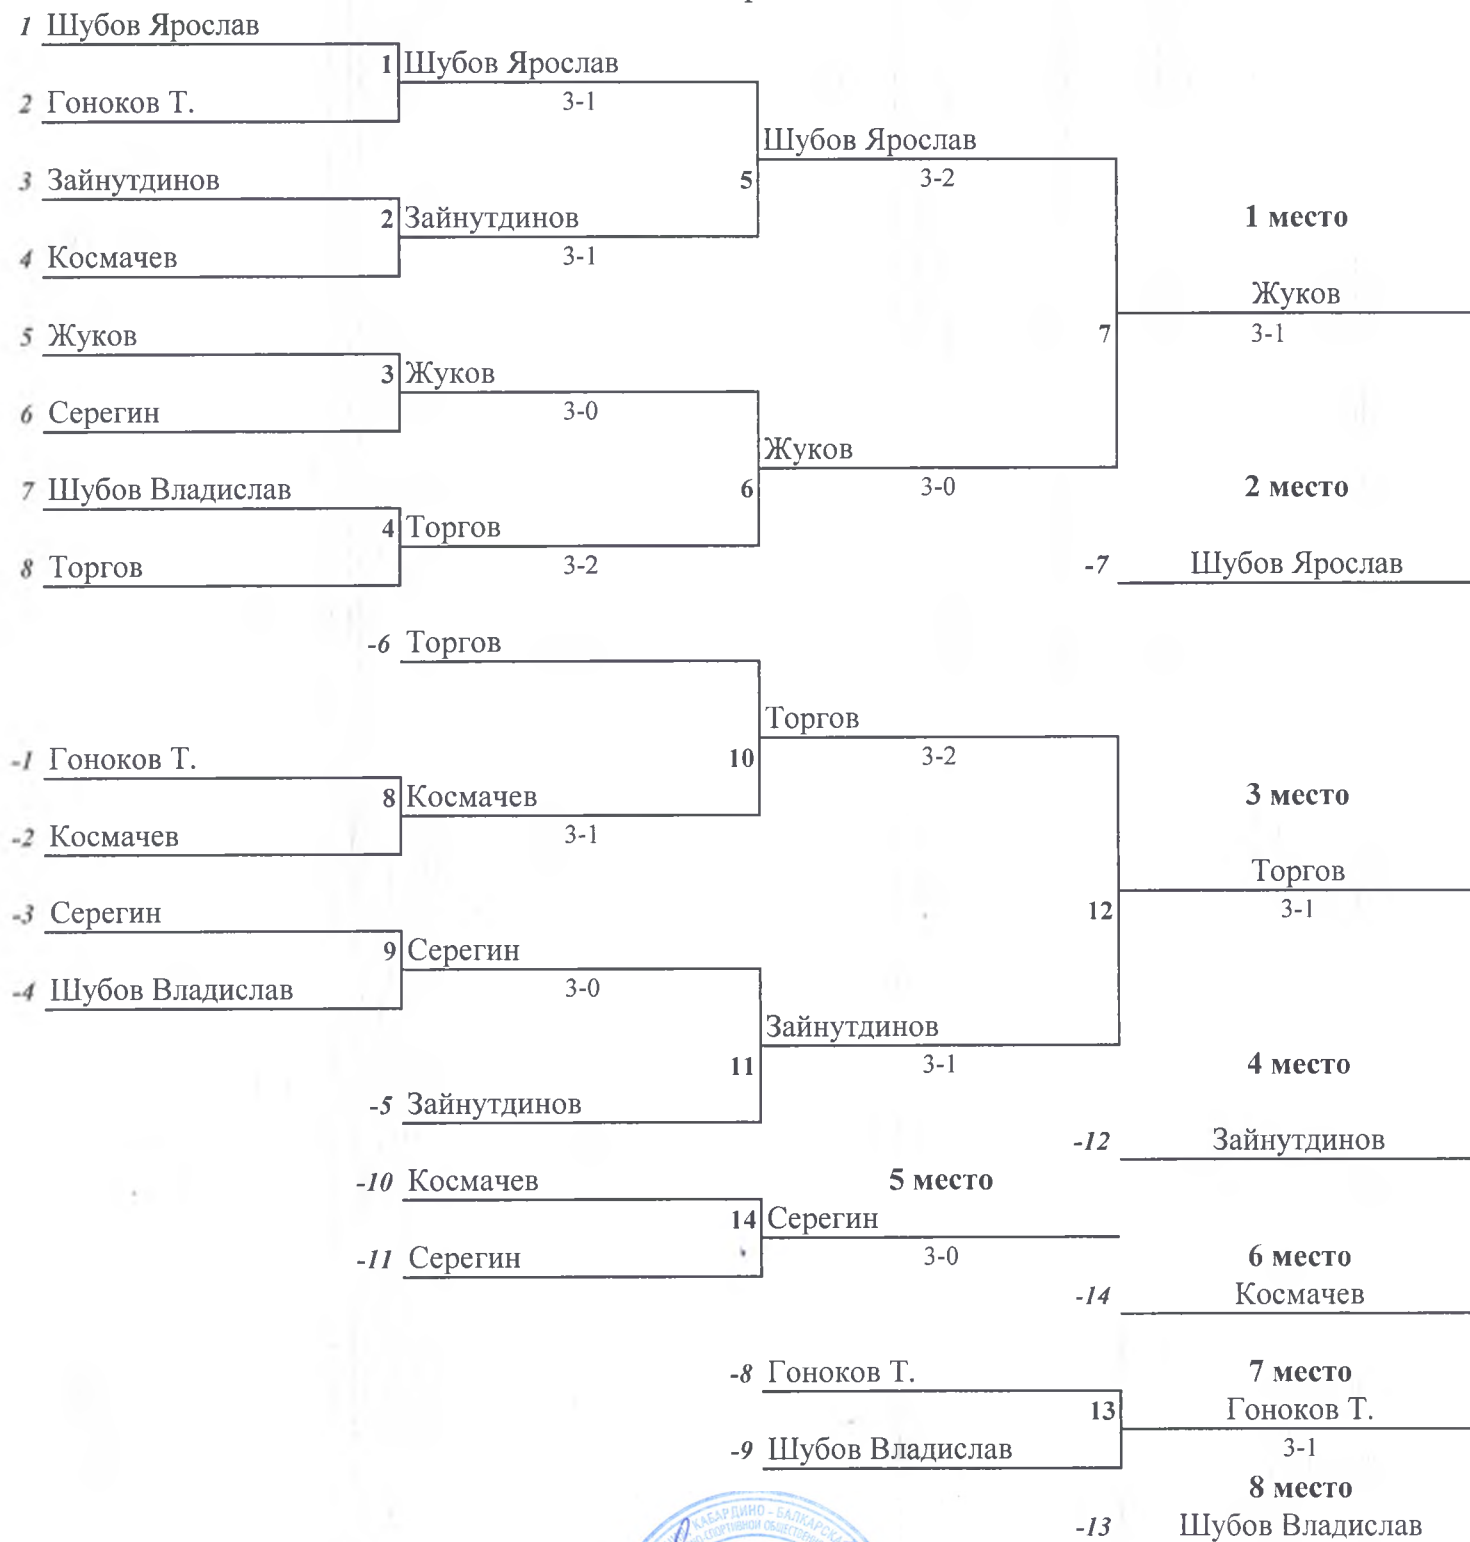 1 Шубов Ярослав
1 Шубов Ярослав
3-1
2 Гоноков Т.
Шубов Ярослав
5
3-2
3 Зайнутдинов
2 Зайнутдинов
3-1
4 Космачев
1 место
Жуков
7
3-1
5 Жуков
3 Жуков
3-0
6 Серегин
Жуков
6
3-0
7 Шубов Владислав
4 Торгов
3-2
8 Торгов
2 место
-7 Шубов Ярослав
-6 Торгов
Торгов
10
3-2
-1 Гоноков Т.
8 Космачев
3-1
-2 Космачев
3 место
Торгов
12
3-1
-3 Серегин
9 Серегин
3-0
-4 Шубов Владислав
Зайнутдинов
11
3-1
-5 Зайнутдинов
4 место
-12 Зайнутдинов
-10 Космачев
5 место
14 Серегин
3-0
-11 Серегин
6 место
-14 Космачев
-8 Гоноков Т.
7 место
13 Гоноков Т.
3-1
-9 Шубов Владислав
8 место
-13 Шубов Владислав
КАБАРДИНО-БАЛКАРСКА